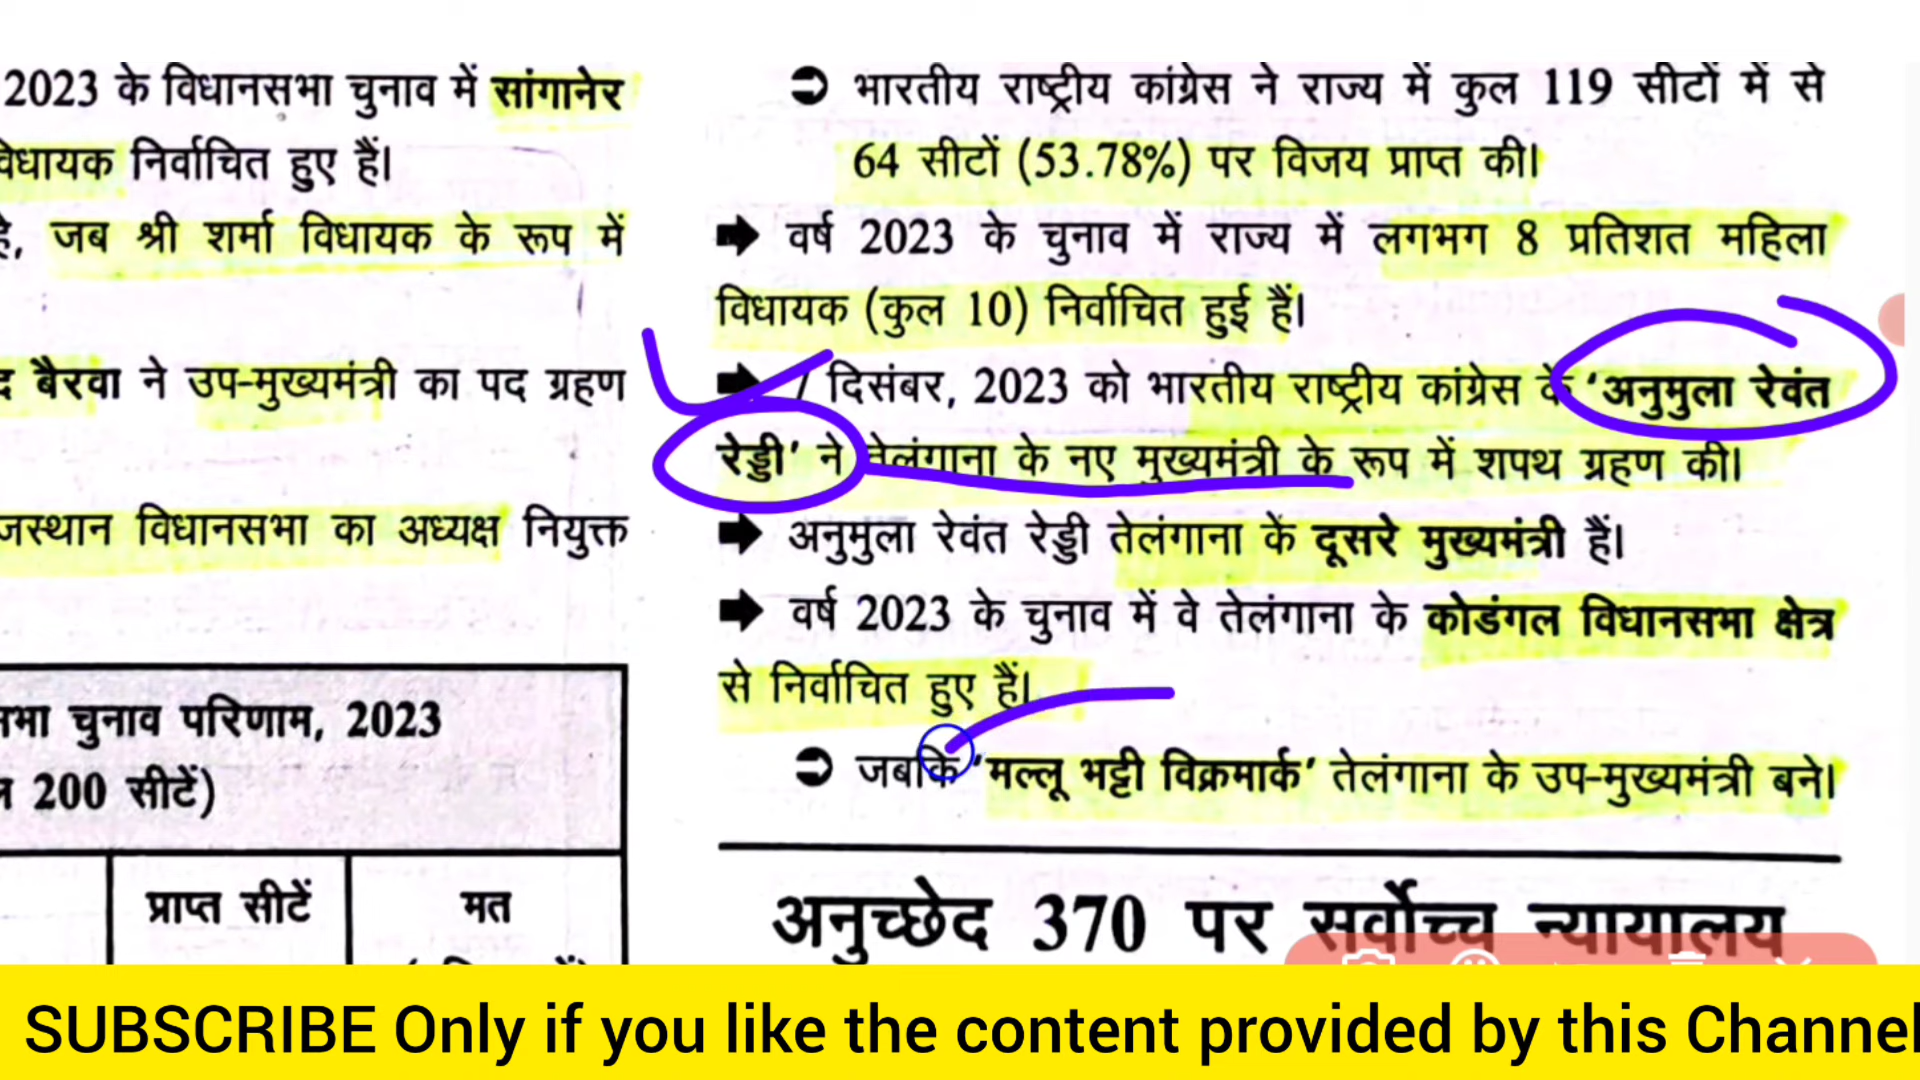 2023 के विधानसभा चुनाव में सांगानेर
विधायक निर्वाचित हुए हैं।
है, जब श्री शर्मा विधायक के रूप में
बैरवा ने उप-मुख्यमंत्री का पद ग्रहण
विधानसभा का अध्यक्ष नियुक्त
चुनाव परिणाम, 2023
200 सीटें)
प्राप्त सीटें
मत
भारतीय राष्ट्रीय कांग्रेस ने राज्य में कुल 119 सीटों में से
64 सीटों (53.78%) पर विजय प्राप्त की।
वर्ष 2023 के चुनाव में राज्य में लगभग 8 प्रतिशत महिला
विधायक (कुल 10) निर्वाचित हुई हैं।
7 दिसंबर, 2023 को भारतीय राष्ट्रीय कांग्रेस के ‘अनुमुला रेवंत
रेड्डी’ ने तेलंगाना के नए मुख्यमंत्री के रूप में शपथ ग्रहण की।
अनुमुला रेवंत रेड्डी तेलंगाना के दूसरे मुख्यमंत्री हैं।
वर्ष 2023 के चुनाव में वे तेलंगाना के कोडंगल विधानसभा क्षेत्र
से निर्वाचित हुए हैं।
जबकि ‘मल्लू भट्टी विक्रमार्क’ तेलंगाना के उप-मुख्यमंत्री बने।
अनुच्छेद 370 पर सर्वोच्च न्यायालय
SUBSCRIBE Only if you like the content provided by this Channel